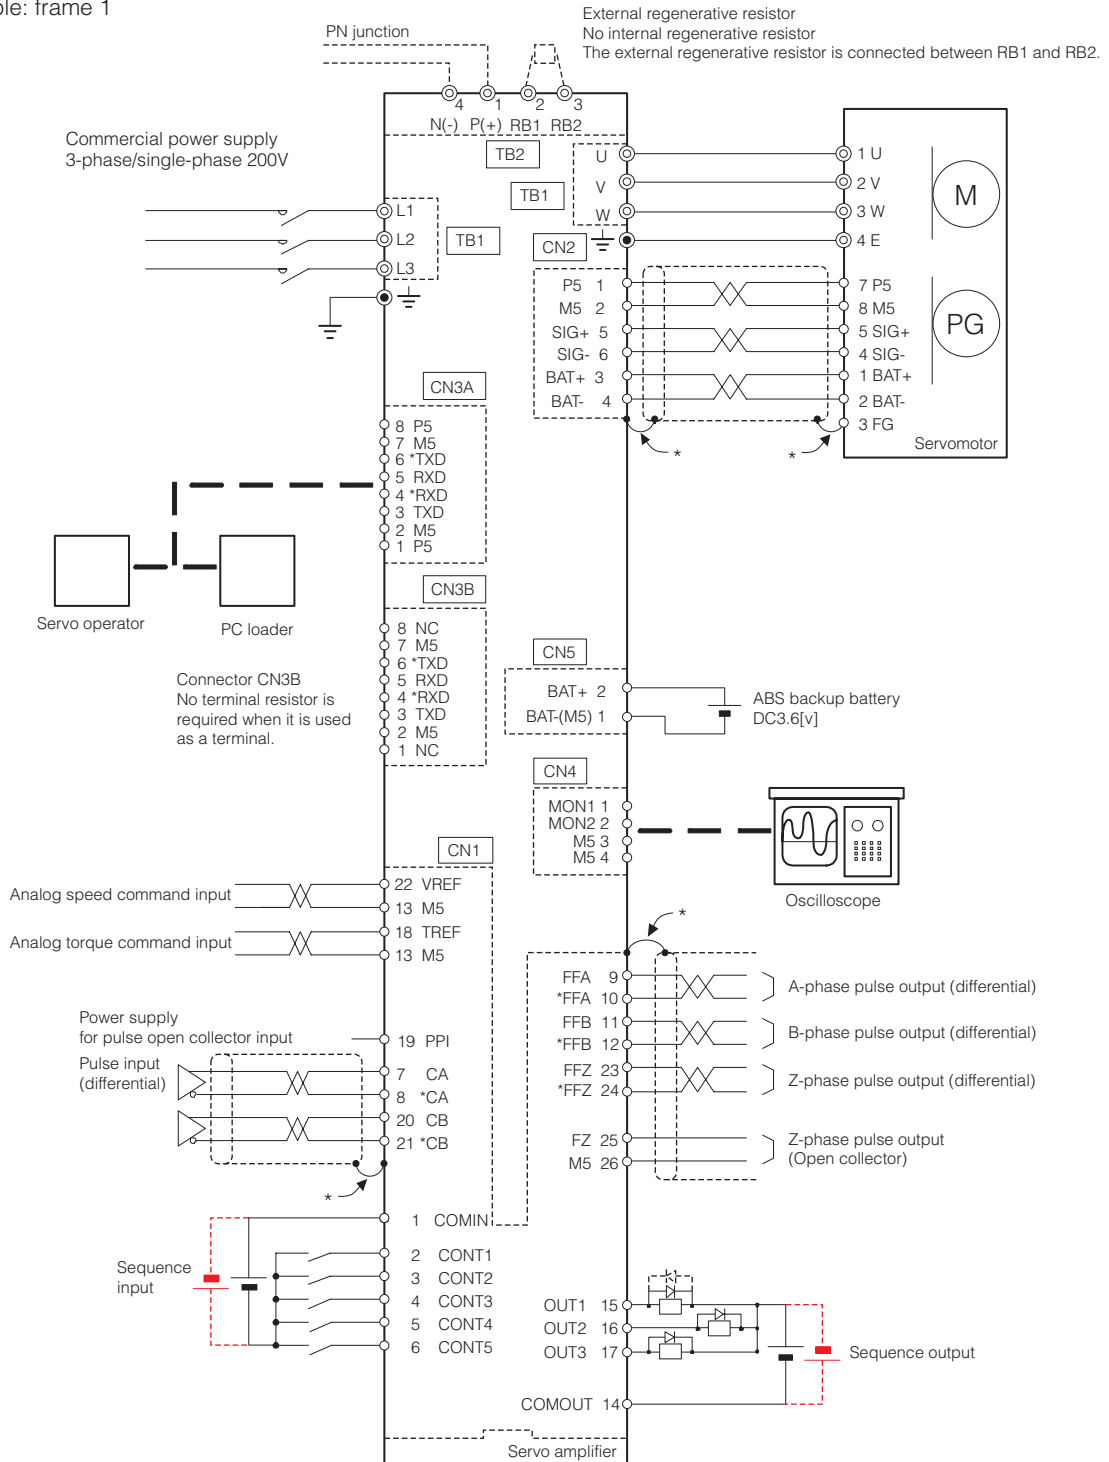 ple: frame 1
External regenerative resistor
No internal regenerative resistor
The external regenerative resistor is connected between RB1 and RB2.
PN junction
4 1 2 3
N(-) P(+) RB1 RB2
Commercial power supply
3-phase/single-phase 200V
TB2
TB1
U
V
W
1 U
2 V
3 W
4 E
M
L1
L2
L3
TB1
CN2
P5 1
M5 2
SIG+ 5
SIG- 6
BAT+ 3
BAT- 4
7 P5
8 M5
5 SIG+
4 SIG-
1 BAT+
2 BAT-
3 FG
PG
Servomotor
*
*
CN3A
8 P5
7 M5
6 *TXD
5 RXD
4 *RXD
3 TXD
2 M5
1 P5
Servo operator
PC loader
CN3B
8 NC
7 M5
6 *TXD
5 RXD
4 *RXD
3 TXD
2 M5
1 NC
Connector CN3B
No terminal resistor is
required when it is used
as a terminal.
CN5
BAT+ 2
BAT-(M5) 1
ABS backup battery
DC3.6[v]
CN4
MON1 1
MON2 2
M5 3
M5 4
Oscilloscope
CN1
Analog speed command input
22 VREF
13 M5
Analog torque command input
18 TREF
13 M5
Power supply
for pulse open collector input
19 PPI
Pulse input
(differential)
7 CA
8 *CA
20 CB
21 *CB
*
*
FFA 9
*FFA 10
A-phase pulse output (differential)
FFB 11
*FFB 12
B-phase pulse output (differential)
FFZ 23
*FFZ 24
Z-phase pulse output (differential)
FZ 25
M5 26
Z-phase pulse output
(Open collector)
1 COMIN
2 CONT1
3 CONT2
4 CONT3
5 CONT4
6 CONT5
Sequence
input
OUT1 15
OUT2 16
OUT3 17
COMOUT 14
Sequence output
Servo amplifier